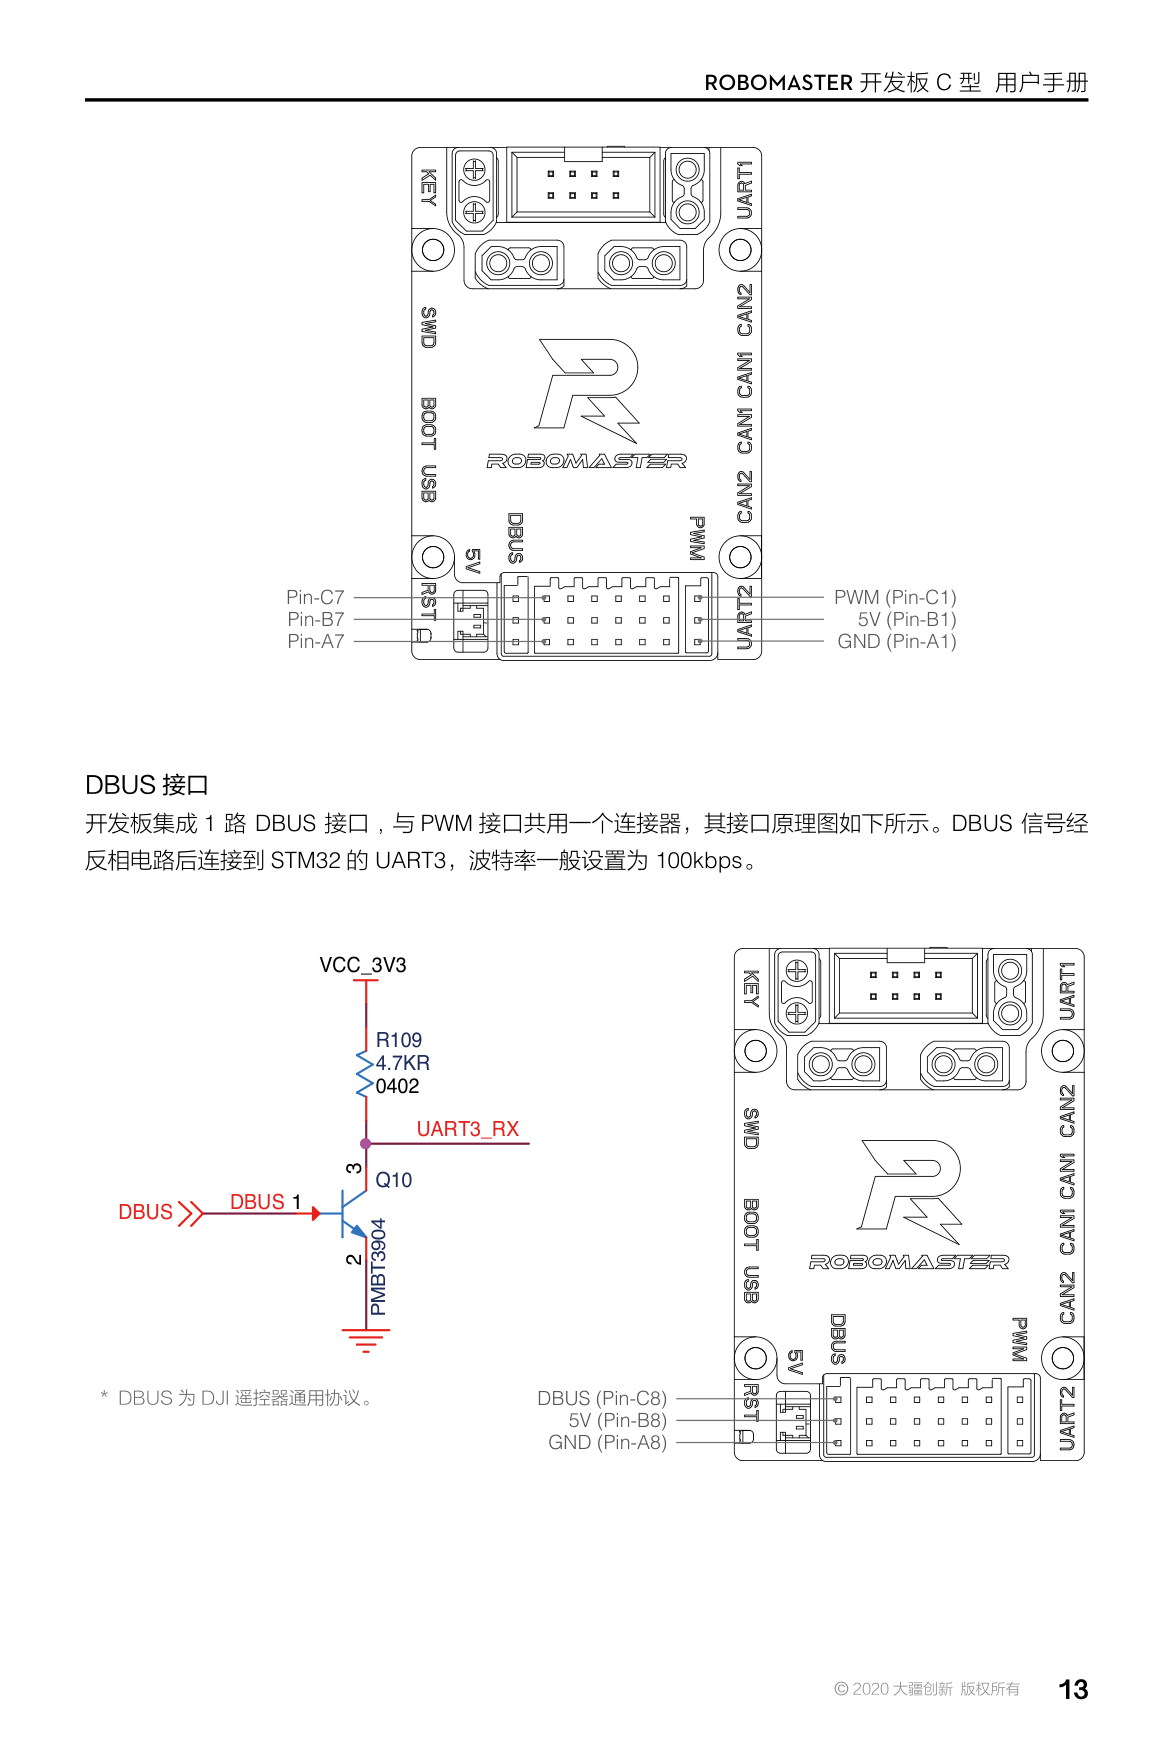 ROBOMASTER 开发板 C 型 用户手册
KEY
UART1
SWD
CAN2
CAN1
BOOT
CAN1
USB
CAN2
ROBOMASTER
DBUS
PWM
5V
RST
UART2
Pin-C7
Pin-B7
Pin-A7
PWM (Pin-C1)
5V (Pin-B1)
GND (Pin-A1)
DBUS 接口
开发板集成 1 路 DBUS 接口，与 PWM 接口共用一个连接器，其接口原理图如下所示。DBUS 信号经
反相电路后连接到 STM32 的 UART3，波特率一般设置为 100kbps。
VCC_3V3
R109
4.7KR
0402
UART3_RX
3
Q10
DBUS
DBUS 1
2
PMBT3904
* DBUS 为 DJI 遥控器通用协议。
KEY
UART1
SWD
CAN2
CAN1
BOOT
CAN1
USB
CAN2
ROBOMASTER
DBUS
PWM
5V
RST
UART2
DBUS (Pin-C8)
5V (Pin-B8)
GND (Pin-A8)
© 2020 大疆创新 版权所有 13